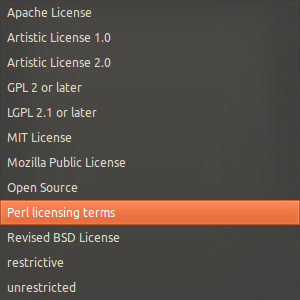 Apache License
Artistic License 1.0
Artistic License 2.0
GPL 2 or later
LGPL 2.1 or later
MIT License
Mozilla Public License
Open Source
Perl licensing terms
Revised BSD License
restrictive
unrestricted